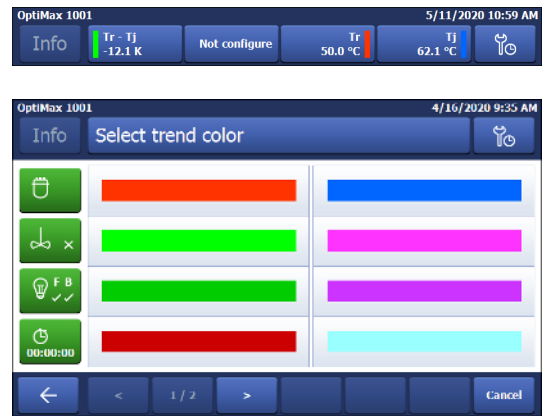 OptiMax 1001 5/11/2020 10:59 AM
Info Tr - Tj Not configure Tr Tj
-12.1 K 50.0 °C 62.1 °C
OptiMax 1001 4/16/2020 9:35 AM
Info Select trend color
F B
00:00:00
< 1 / 2 > Cancel